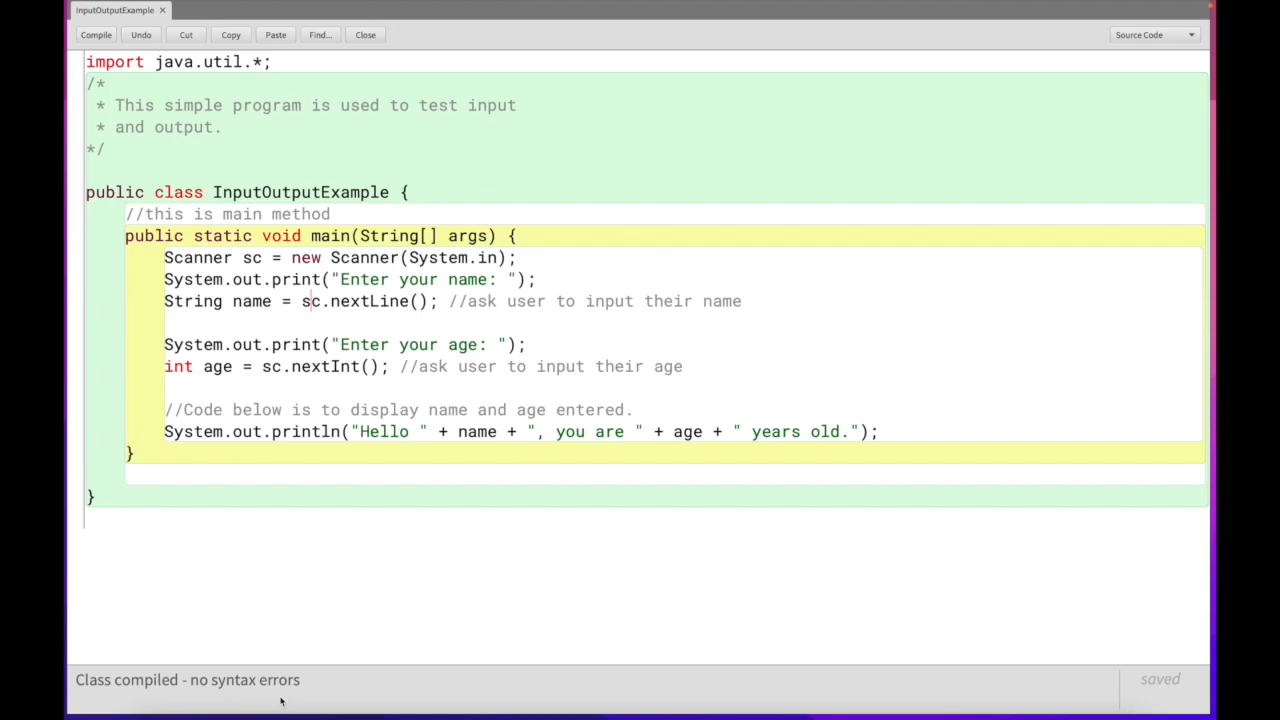 InputOutputExample ×
Compile Undo Cut Copy Paste Find... Close Source Code
import java.util.*;
/*
* This simple program is used to test input
* and output.
*/
public class InputOutputExample {
//this is main method
public static void main(String[] args) {
Scanner sc = new Scanner(System.in);
System.out.print("Enter your name: ");
String name = sc.nextLine(); //ask user to input their name
System.out.print("Enter your age: ");
int age = sc.nextInt(); //ask user to input their age
//Code below is to display name and age entered.
System.out.println("Hello " + name + ", you are " + age + " years old.");
}
}
Class compiled - no syntax errors saved